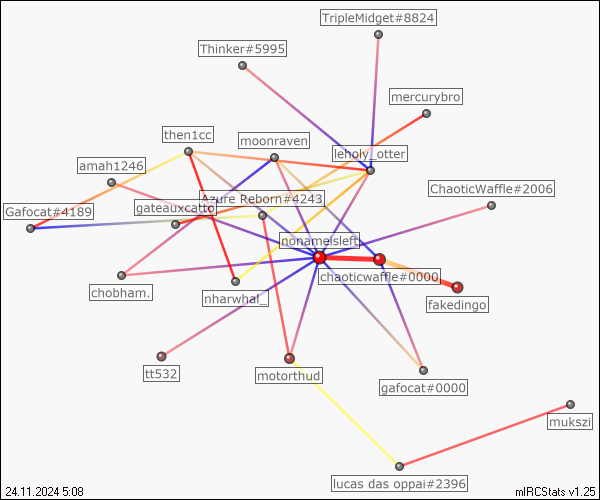 TripleMidget#8824
Thinker#5995
mercurybro
then1cc
moonraven
leholy_otter
amah1246
ChaoticWaffle#2006
Azure Reborn#4243
Gafocat#4189
gateauxcatto
nonameisleft
chaoticwaffle#0000
chobham.
nharwhal_
fakedingo
tt532
motorthud
gafocat#0000
mukszi
lucas das oppai#2396
24.11.2024 5:08
mIRCStats v1.25